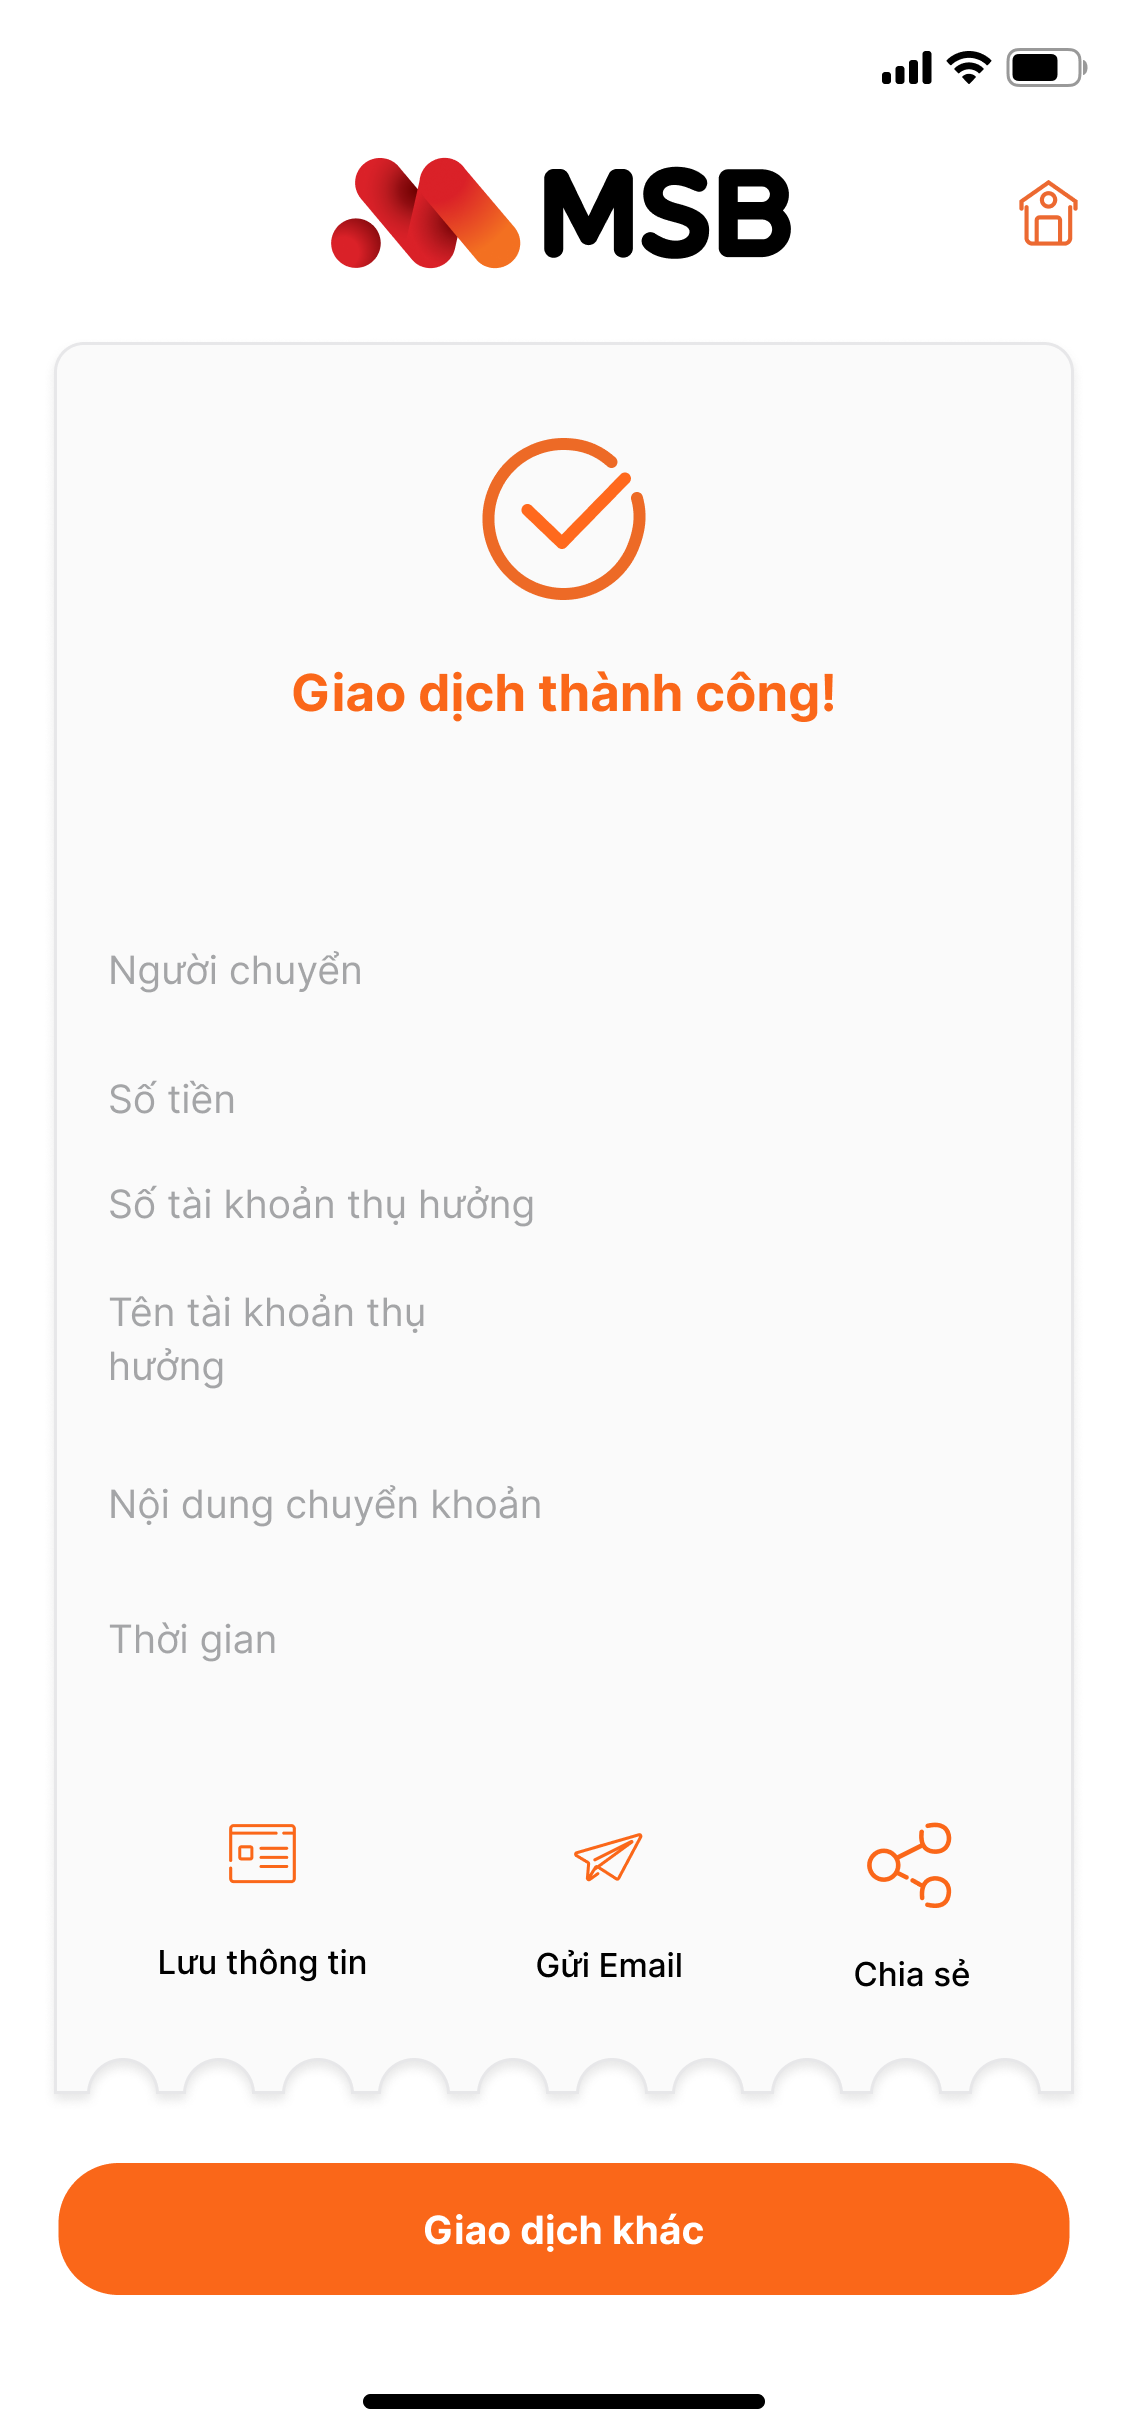 MSB
Giao dịch thành công!
Người chuyển
Số tiền
Số tài khoản thụ hưởng
Tên tài khoản thụ
hưởng
Nội dung chuyển khoản
Thời gian
Lưu thông tin
Gửi Email
Chia sẻ
Giao dịch khác